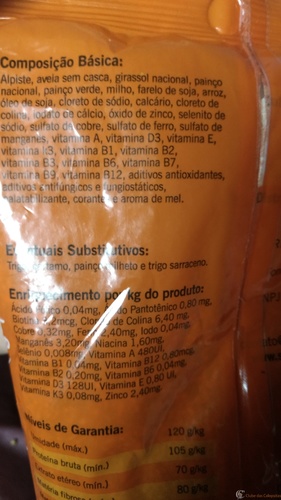 Composição Básica:
Alpiste, aveia sem casca, girassol nacional, painço
nacional, painço verde, milho, farelo de soja, arroz,
óleo de soja, cloreto de sódio, calcário, cloreto de
colina, iodato de cálcio, óxido de zinco, selenito de
sódio, sulfato de cobre, sulfato de ferro, sulfato de
manganês, vitamina A, vitamina D3, vitamina E,
vitamina K3, vitamina B1, vitamina B2,
vitamina B3, vitamina B6, vitamina B7,
vitamina B9, vitamina B12, aditivos antioxidantes,
aditivos antifúngicos e fungiostáticos,
palatabilizante, corante e aroma de mel.
Eventuais Substitutivos:
painço milheto e trigo sarraceno.
Enriquecimento por kg do produto:
Ácido Fólico 0,04mg, Ácido Pantotênico 0,80 mg,
Cloreto de Colina 6,40 mg,
Cobre 0,32mg, 2,40mg, Iodo 0,04mg,
Manganês 3,20mg, Niacina 1,60mg,
Selênio 0,008mg, Vitamina A 480UI,
Vitamina B1 0,04mg, Vitamina B12 0,80mcg,
Vitamina B2 0,20mg, Vitamina B6 0,04mg,
Vitamina D3 128UI, Vitamina E 0,80 UI,
Vitamina K3 0,08mg, Zinco 2,40mg.
Níveis de Garantia:
Umidade (máx.) 120 g/kg
Proteína bruta (mín.) 105 g/kg
Extrato etéreo (mín.) 70 g/kg
Matéria fibrosa 80 g/kg